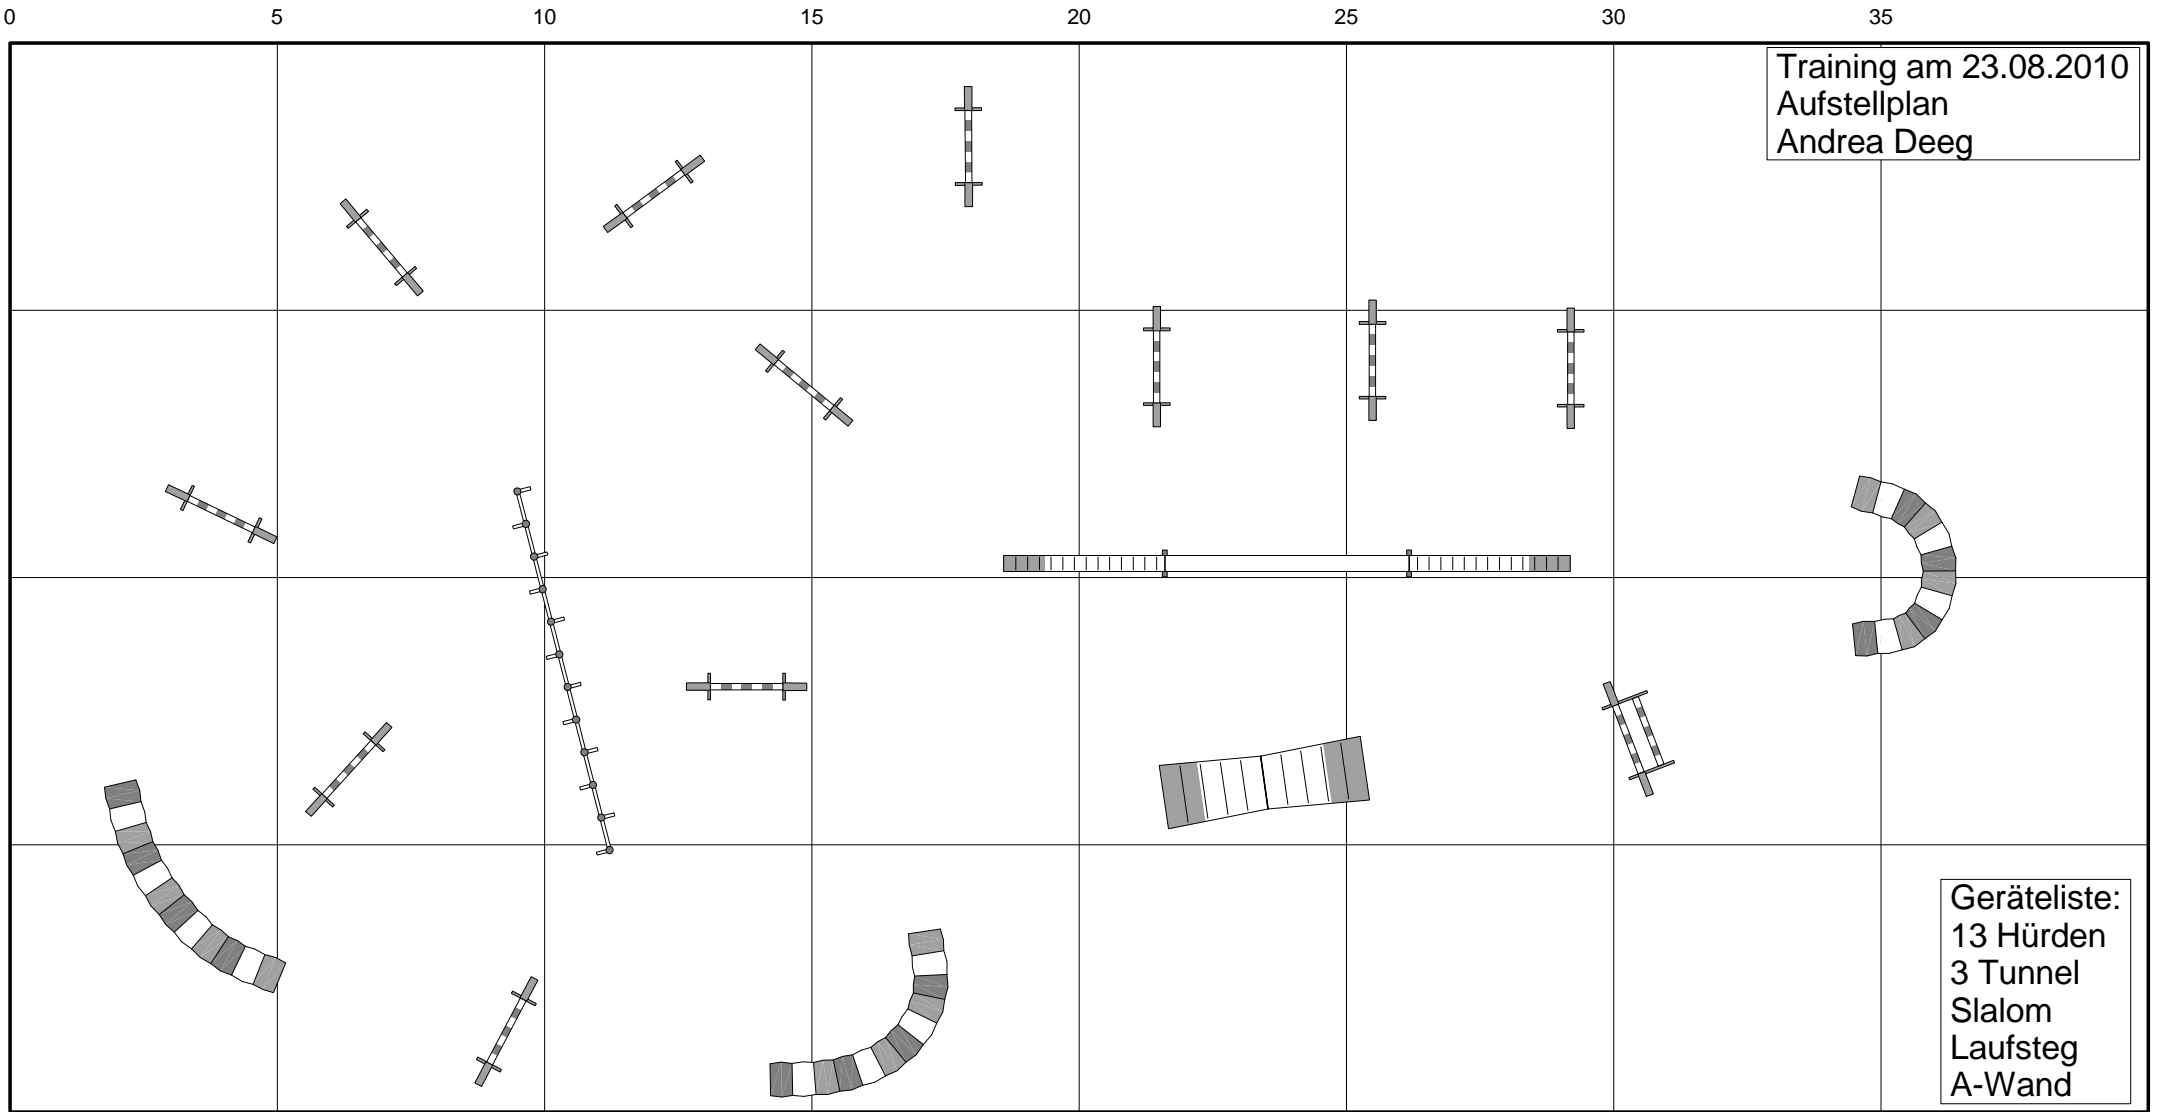 0 5 10 15 20 25 30 35
Training am 23.08.2010
Aufstellplan
Andrea Deeg
Geräteliste:
13 Hürden
3 Tunnel
Slalom
Laufsteg
A-Wand